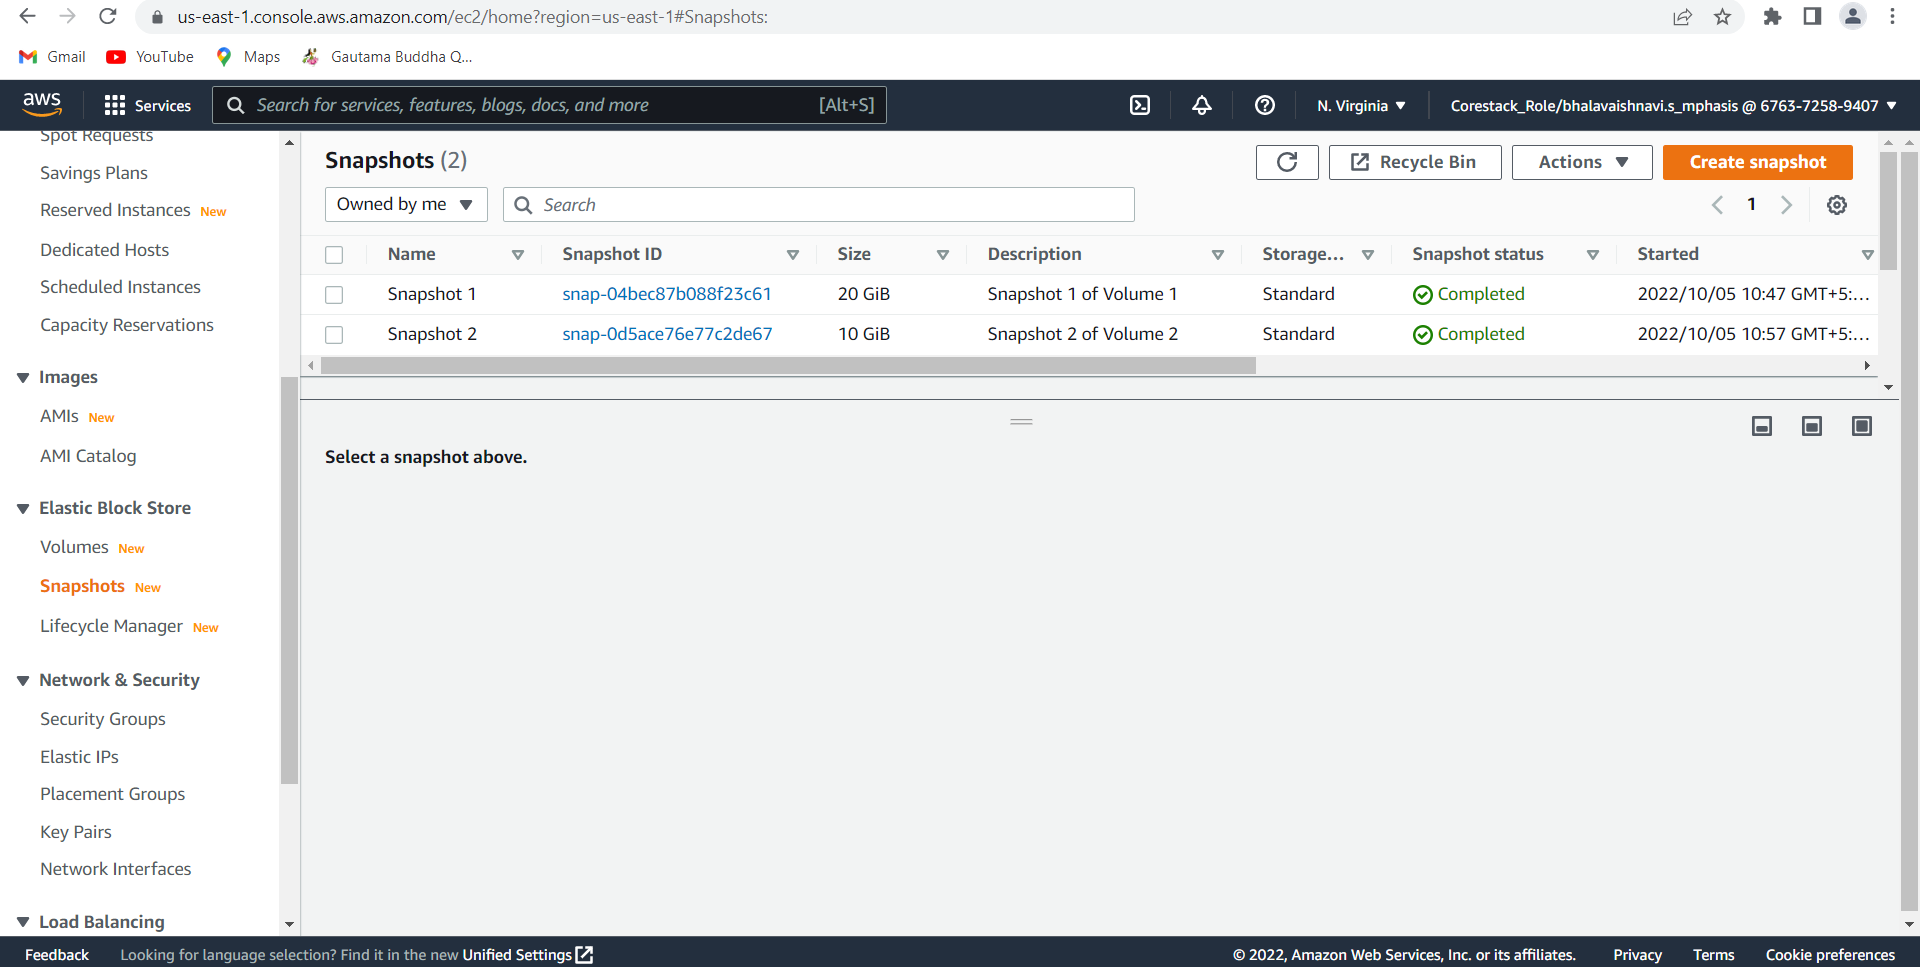 us-east-1.console.aws.amazon.com/ec2/home?region=us-east-1#Snapshots:
Gmail YouTube Maps Gautama Buddha Q...
aws Services Search for services, features, blogs, docs, and more [Alt+S] N. Virginia Corestack_Role/bhalavaishnavi.s_mphasis @ 6763-7258-9407
Spot Requests
Savings Plans
Reserved Instances New
Dedicated Hosts
Scheduled Instances
Capacity Reservations
Images
AMIs New
AMI Catalog
Elastic Block Store
Volumes New
Snapshots New
Lifecycle Manager New
Network & Security
Security Groups
Elastic IPs
Placement Groups
Key Pairs
Network Interfaces
Load Balancing
Snapshots (2) Recycle Bin Actions Create snapshot
Owned by me Search 1
Name Snapshot ID Size Description Storage... Snapshot status Started
Snapshot 1 snap-04bec87b088f23c61 20 GiB Snapshot 1 of Volume 1 Standard Completed 2022/10/05 10:47 GMT+5:...
Snapshot 2 snap-0d5ace76e77c2de67 10 GiB Snapshot 2 of Volume 2 Standard Completed 2022/10/05 10:57 GMT+5:...
Select a snapshot above.
Feedback Looking for language selection? Find it in the new Unified Settings © 2022, Amazon Web Services, Inc. or its affiliates. Privacy Terms Cookie preferences